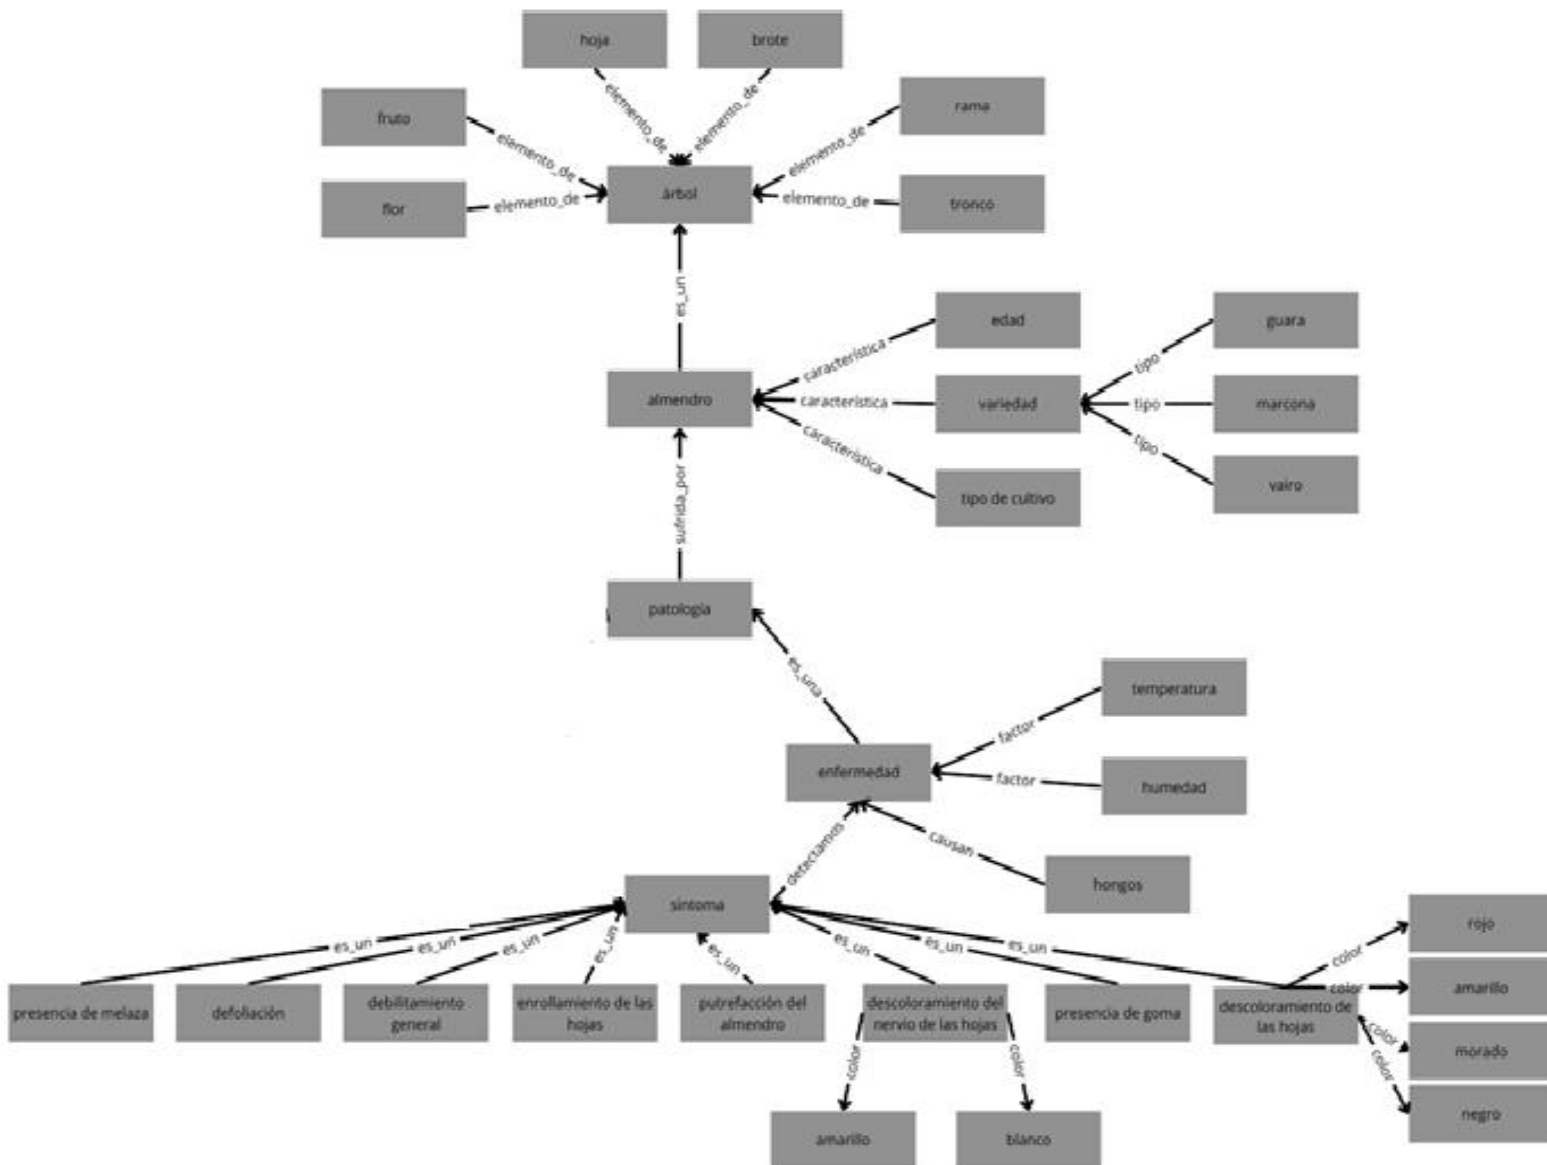 hoja
brote
fruto
rama
elemento_de
elemento_de
elemento_de
elemento_de
flor
elemento_de
árbol
elemento_de
tronco
es_un
edad
guara
característica
tipo
almendro
característica
variedad
tipo
marcona
característica
tipo
tipo de cultivo
vairo
sufrida_por
patología
es_una
temperatura
factor
enfermedad
factor
humedad
detectamos
causan
hongos
síntoma
rojo
es_un
es_un
es_un
es_un
es_un
es_un
es_un
es_un
color
presencia de melaza
defoliación
debilitamiento
general
enrollamiento de las
hojas
putrefacción del
almendro
descoloramiento del
nervio de las hojas
presencia de goma
descoloramiento de
las hojas
color
amarillo
color
morado
color
negro
color
color
amarillo
blanco